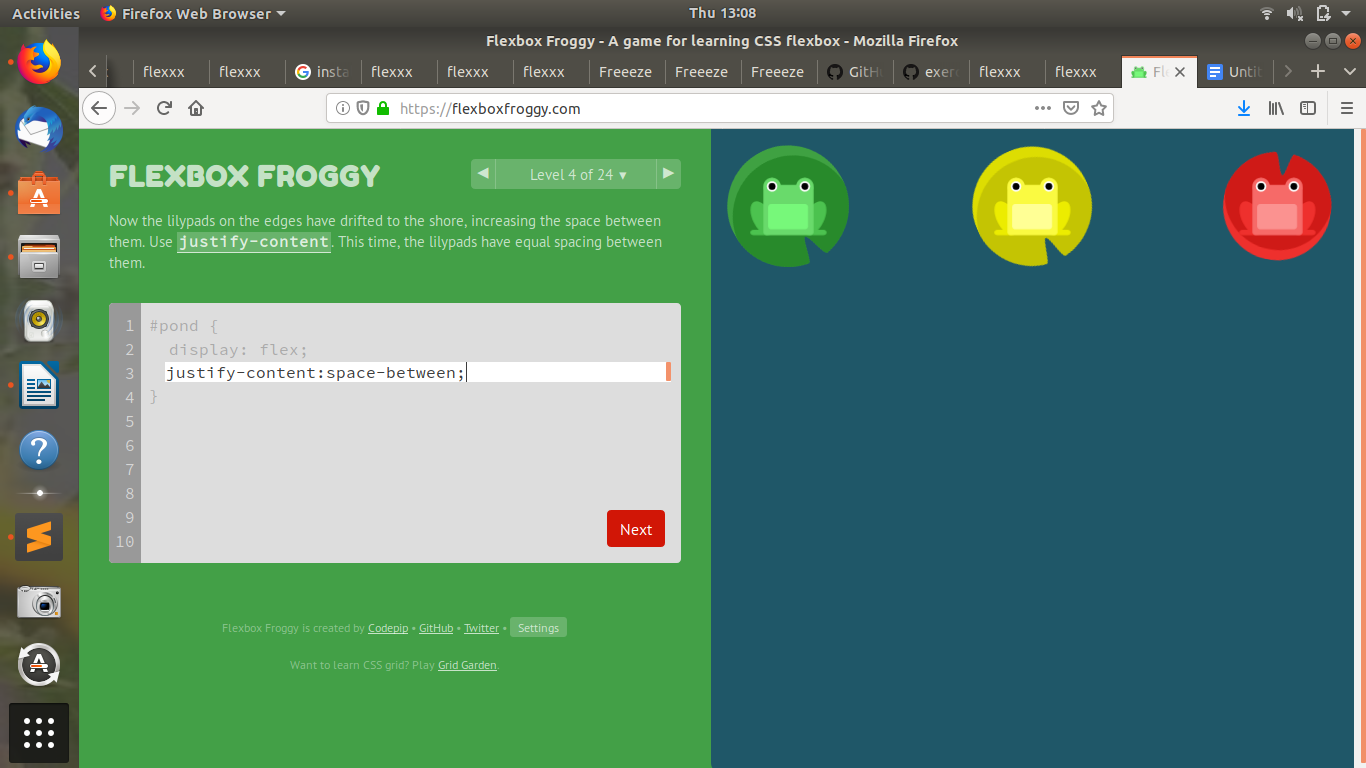 Activities Firefox Web Browser ▾ Thu 13:08
Flexbox Froggy - A game for learning CSS flexbox - Mozilla Firefox
flexxx flexxx insta flexxx flexxx flexxx Freeeze Freeeze Freeeze GitH exer flexxx flexxx Fl Untit
https://flexboxfroggy.com
FLEXBOX FROGGY
◀ Level 4 of 24 ▾ ▶
Now the lilypads on the edges have drifted to the shore, increasing the space between
them. Use justify-content. This time, the lilypads have equal spacing between
them.
1 #pond {
2 display: flex;
3 justify-content:space-between;
4 }
5
6
7
8
9
10
Next
Flexbox Froggy is created by Codepip • GitHub • Twitter • Settings
Want to learn CSS grid? Play Grid Garden.